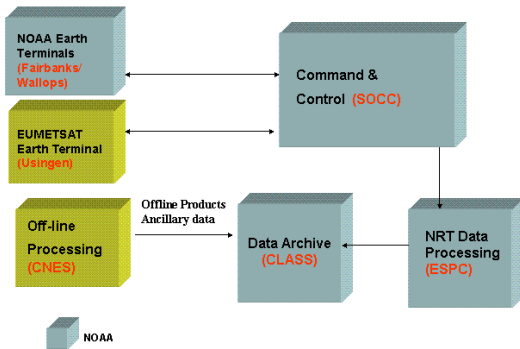 NOAA Earth
Terminals
(Fairbanks/
Wallops)
Command &
Control (SOCC)
EUMETSAT
Earth Terminal
(Usingen)
Offline Products
Ancillary data
Off-line
Processing
(CNES)
Data Archive
(CLASS)
NRT Data
Processing
(ESPC)
NOAA